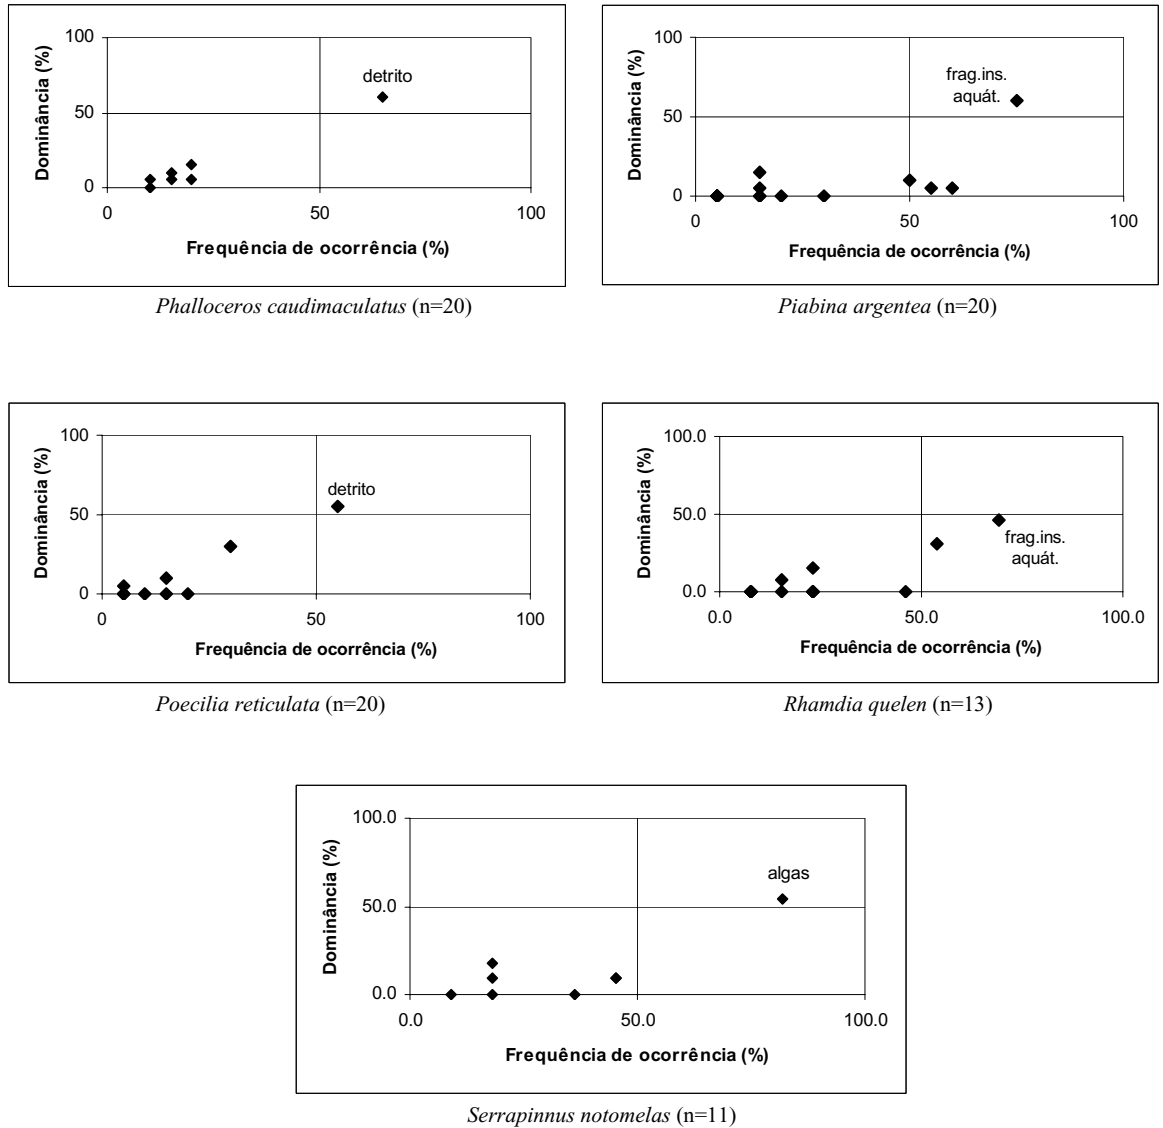 100
50
0
0
50
100
Dominância (%)
Frequência de ocorrência (%)
detrito
Phalloceros caudimaculatus (n=20)
100
50
0
0
50
100
Dominância (%)
Frequência de ocorrência (%)
frag.ins.
aquát.
Piabina argentea (n=20)
100
50
0
0
50
100
Dominância (%)
Frequência de ocorrência (%)
detrito
Poecilia reticulata (n=20)
100.0
50.0
0.0
0.0
50.0
100.0
Dominância (%)
Frequência de ocorrência (%)
frag.ins.
aquát.
Rhamdia quelen (n=13)
100.0
50.0
0.0
0.0
50.0
100.0
Dominância (%)
Frequência de ocorrência (%)
algas
Serrapinnus notomelas (n=11)